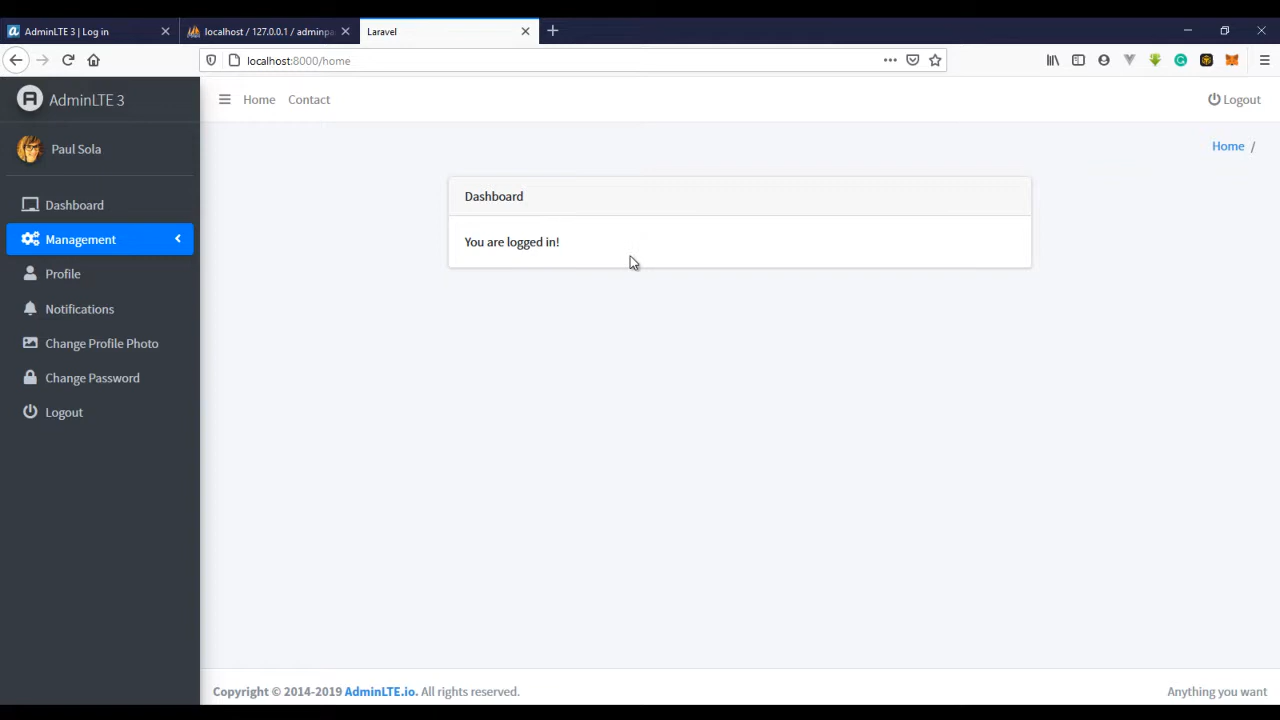 AdminLTE 3 | Log in
localhost / 127.0.0.1 / adminpa
Laravel
localhost:8000/home
AdminLTE 3
Home
Contact
Logout
Paul Sola
Home /
Dashboard
Management
Profile
Notifications
Change Profile Photo
Change Password
Logout
Dashboard
You are logged in!
Copyright © 2014-2019 AdminLTE.io. All rights reserved.
Anything you want